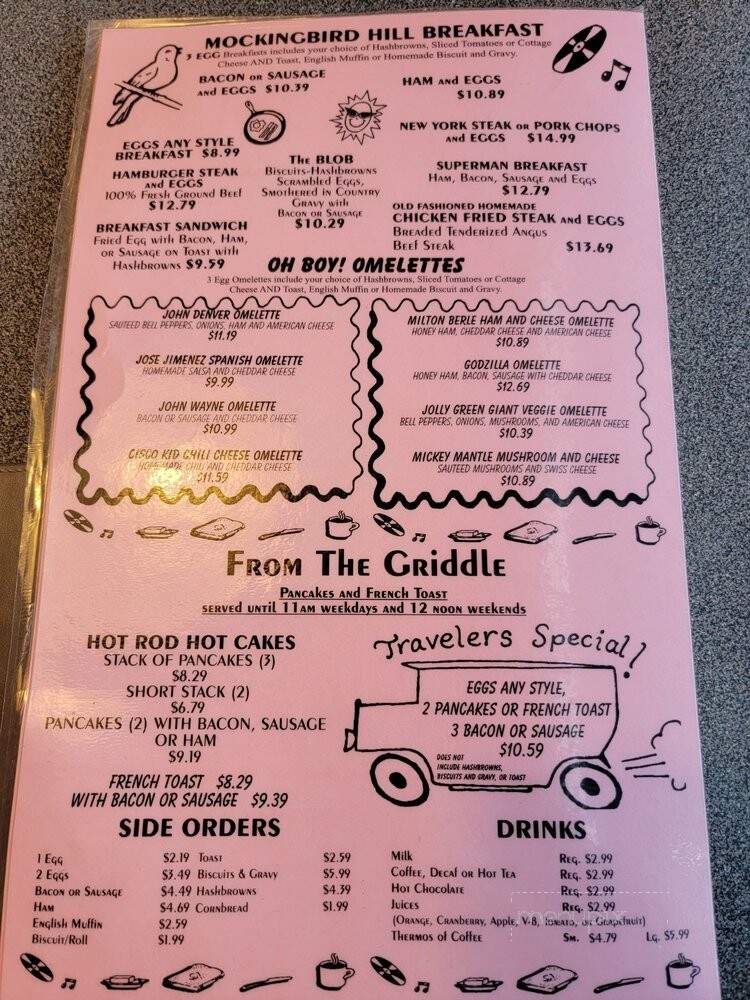 MOCKINGBIRD HILL BREAKFAST
3 EGG Breakfasts includes your choice of Hashbrowns, Sliced Tomatoes or Cottage
Cheese AND Toast, English Muffin or Homemade Biscuit and Gravy.
BACON OR SAUSAGE
AND EGGS $10.39
HAM AND EGGS
$10.89
EGGS ANY STYLE
BREAKFAST $8.99
NEW YORK STEAK OR PORK CHOPS
AND EGGS $14.99
HAMBURGER STEAK
AND EGGS
100% Fresh Ground Beef
$12.79
The BLOB
Biscuits-Hashbrowns
Scrambled Eggs,
Smothered in Country
Gravy with
Bacon or Sausage
$10.29
SUPERMAN BREAKFAST
Ham, Bacon, Sausage and Eggs
$12.79
BREAKFAST SANDWICH
Fried Egg with Bacon, Ham,
or Sausage on Toast with
Hashbrowns $9.59
OLD FASHIONED HOMEMADE
CHICKEN FRIED STEAK AND EGGS
Breaded Tenderized Angus
Beef Steak $13.69
OH BOY! OMELETTES
3 Egg Omelettes include your choice of Hashbrowns, Sliced Tomatoes or Cottage
Cheese AND Toast, English Muffin or Homemade Biscuit and Gravy.
JOHN DENVER OMELETTE
SAUTEED BELL PEPPERS, ONIONS, HAM AND AMERICAN CHEESE
$11.19
JOSE JIMENEZ SPANISH OMELETTE
HOMEMADE SALSA AND CHEDDAR CHEESE
$9.99
JOHN WAYNE OMELETTE
BACON OR SAUSAGE AND CHEDDAR CHEESE
$10.99
CISCO KID CHILI CHEESE OMELETTE
HOMEMADE CHILI AND CHEDDAR CHEESE
$11.59
MILTON BERLE HAM AND CHEESE OMELETTE
HONEY HAM, CHEDDAR CHEESE AND AMERICAN CHEESE
$10.89
GODZILLA OMELETTE
HONEY HAM, BACON, SAUSAGE WITH CHEDDAR CHEESE
$12.69
JOLLY GREEN GIANT VEGGIE OMELETTE
BELL PEPPERS, ONIONS, MUSHROOMS, AND AMERICAN CHEESE
$10.39
MICKEY MANTLE MUSHROOM AND CHEESE
SAUTEED MUSHROOMS AND SWISS CHEESE
$10.89
From The Griddle
Pancakes and French Toast
SERVED UNTIL 11AM WEEKDAYS AND 12 NOON WEEKENDS
HOT ROD HOT CAKES
STACK OF PANCAKES (3)
$8.29
SHORT STACK (2)
$6.79
PANCAKES (2) WITH BACON, SAUSAGE
OR HAM
$9.19
FRENCH TOAST $8.29
WITH BACON OR SAUSAGE $9.39
Travelers Special!
EGGS ANY STYLE,
2 PANCAKES OR FRENCH TOAST
3 BACON OR SAUSAGE
$10.59
DOES NOT
INCLUDE HASHBROWNS,
BISCUITS AND GRAVY, OR TOAST
SIDE ORDERS
1 Egg $2.19 Toast $2.59
2 Eggs $3.49 Biscuits & Gravy $5.99
Bacon or Sausage $4.49 Hashbrowns $4.39
Ham $4.69 Cornbread $1.99
English Muffin $2.59
Biscuit/Roll $1.99
DRINKS
Milk Reg. $2.99
Coffee, Decaf or Hot Tea Reg. $2.99
Hot Chocolate Reg. $2.99
Juices Reg. $2.99
(Orange, Cranberry, Apple, V-8, Tomato, or Grapefruit)
Thermos of Coffee Sm. $4.79 Lg. $5.99